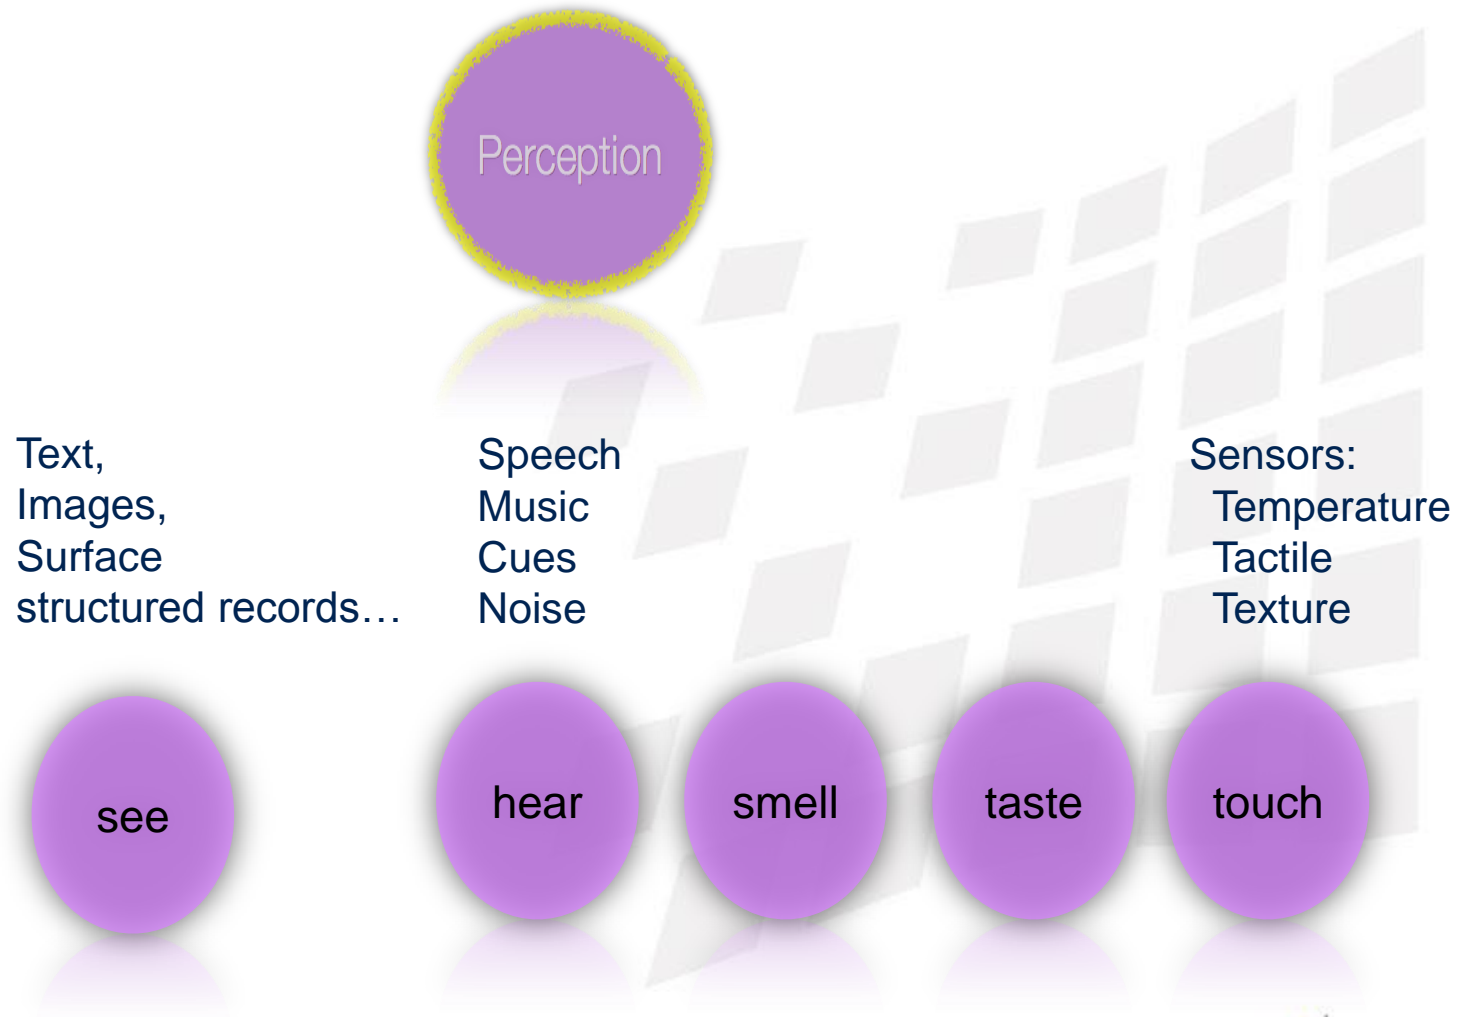 Perception
Text,
Images,
Surface
structured records…
Speech
Music
Cues
Noise
Sensors:
Temperature
Tactile
Texture
see
hear
smell
taste
touch